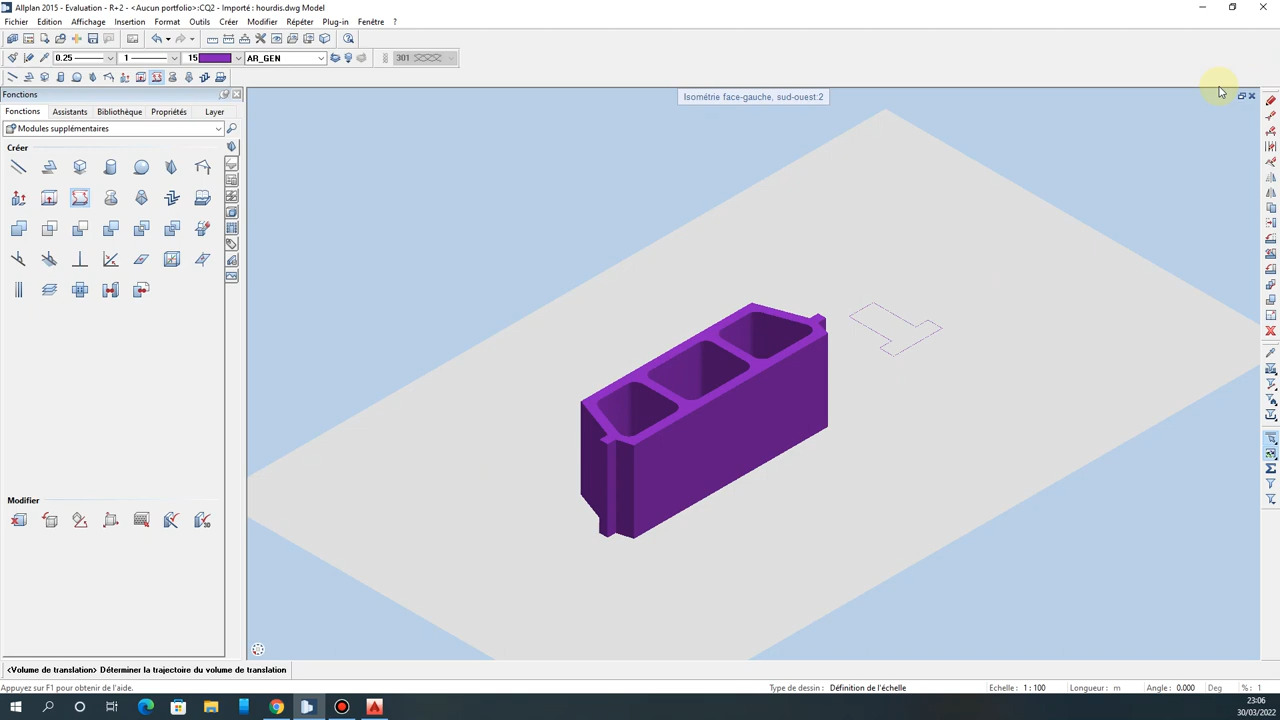 Allplan 2015 - Evaluation - R+2 - <Aucun portfolio>:CQ2 - Importé : hourdis.dwg Model
Fichier Edition Affichage Insertion Format Outils Créer Modifier Répéter Plug-in Fenêtre ?
0.25 1 15 AR_GEN 301
Fonctions
Isométrie face-gauche, sud-ouest:2
Fonctions Assistants Bibliothèque Propriétés Layer
Modules supplémentaires
Créer
Modifier
<Volume de translation> Déterminer la trajectoire du volume de translation
Appuyez sur F1 pour obtenir de l'aide. Type de dessin : Définition de l'échelle Echelle : 1 : 100 Longueur : m Angle : 0.000 Deg % : 1
23:06
30/03/2022